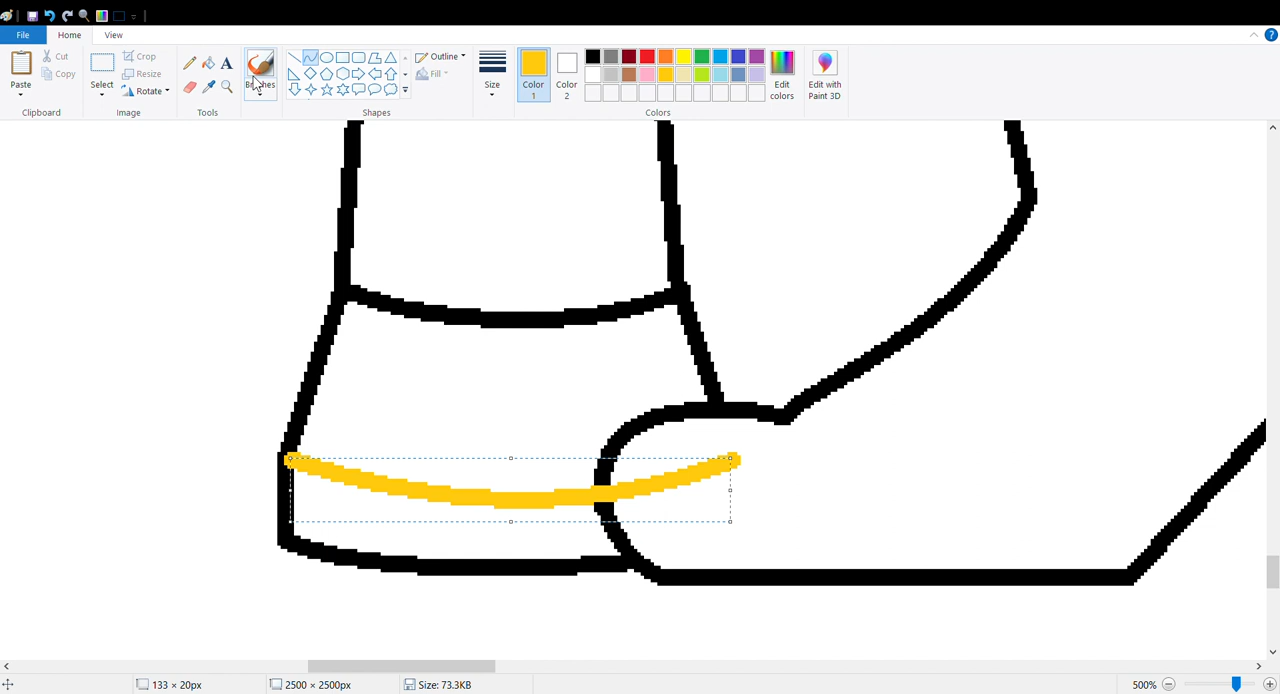 File Home View
Paste Cut Copy
Clipboard
Select Crop Resize Rotate
Image
A
Tools
Brushes
Shapes
Outline Fill
Size
Color 1 Color 2
Edit colors
Colors
Edit with Paint 3D
?
133 × 20px 2500 × 2500px Size: 73.3KB 500%